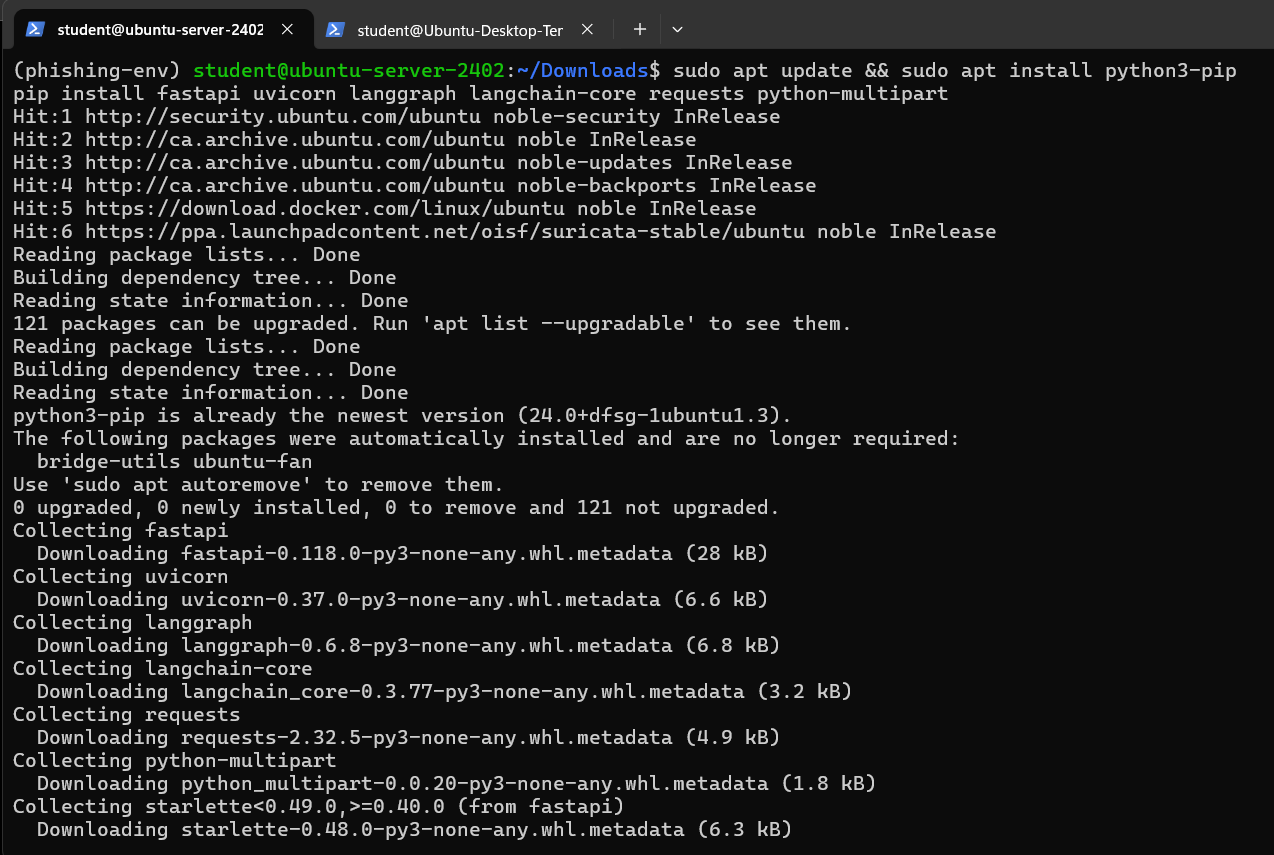 student@ubuntu-server-2402
student@Ubuntu-Desktop-Ter
(phishing-env) student@ubuntu-server-2402:~/Downloads$ sudo apt update && sudo apt install python3-pip
pip install fastapi uvicorn langgraph langchain-core requests python-multipart
Hit:1 http://security.ubuntu.com/ubuntu noble-security InRelease
Hit:2 http://ca.archive.ubuntu.com/ubuntu noble InRelease
Hit:3 http://ca.archive.ubuntu.com/ubuntu noble-updates InRelease
Hit:4 http://ca.archive.ubuntu.com/ubuntu noble-backports InRelease
Hit:5 https://download.docker.com/linux/ubuntu noble InRelease
Hit:6 https://ppa.launchpadcontent.net/oisf/suricata-stable/ubuntu noble InRelease
Reading package lists... Done
Building dependency tree... Done
Reading state information... Done
121 packages can be upgraded. Run 'apt list --upgradable' to see them.
Reading package lists... Done
Building dependency tree... Done
Reading state information... Done
python3-pip is already the newest version (24.0+dfsg-1ubuntu1.3).
The following packages were automatically installed and are no longer required:
  bridge-utils ubuntu-fan
Use 'sudo apt autoremove' to remove them.
0 upgraded, 0 newly installed, 0 to remove and 121 not upgraded.
Collecting fastapi
  Downloading fastapi-0.118.0-py3-none-any.whl.metadata (28 kB)
Collecting uvicorn
  Downloading uvicorn-0.37.0-py3-none-any.whl.metadata (6.6 kB)
Collecting langgraph
  Downloading langgraph-0.6.8-py3-none-any.whl.metadata (6.8 kB)
Collecting langchain-core
  Downloading langchain_core-0.3.77-py3-none-any.whl.metadata (3.2 kB)
Collecting requests
  Downloading requests-2.32.5-py3-none-any.whl.metadata (4.9 kB)
Collecting python-multipart
  Downloading python_multipart-0.0.20-py3-none-any.whl.metadata (1.8 kB)
Collecting starlette<0.49.0,>=0.40.0 (from fastapi)
  Downloading starlette-0.48.0-py3-none-any.whl.metadata (6.3 kB)